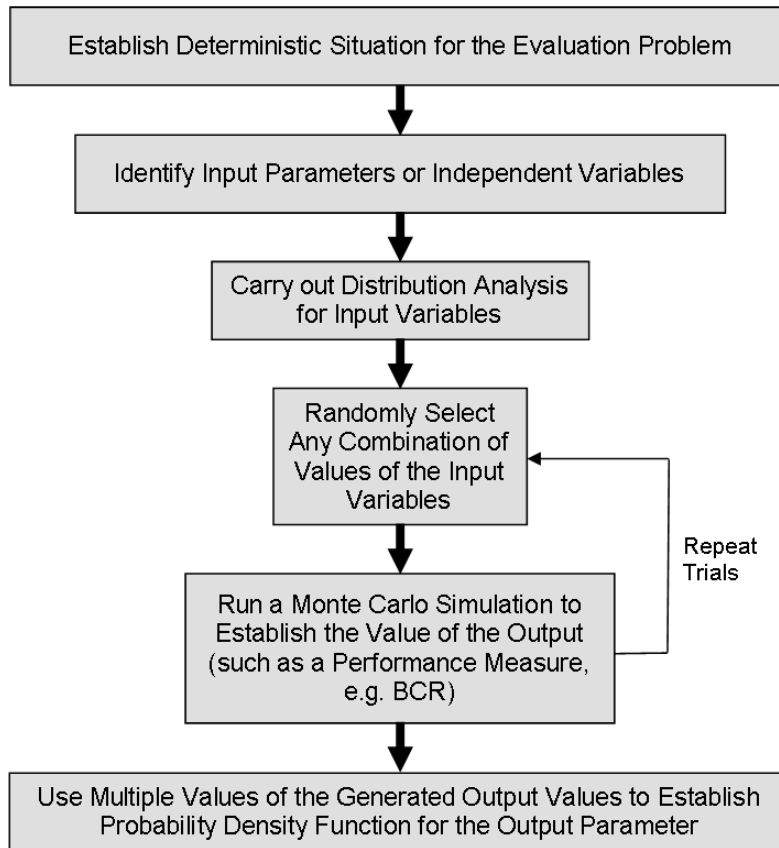 Establish Deterministic Situation for the Evaluation Problem
Identify Input Parameters or Independent Variables
Carry out Distribution Analysis
for Input Variables
Randomly Select
Any Combination of
Values of the Input
Variables
Repeat
Trials
Run a Monte Carlo Simulation to
Establish the Value of the Output
(such as a Performance Measure,
e.g. BCR)
Use Multiple Values of the Generated Output Values to Establish
Probability Density Function for the Output Parameter